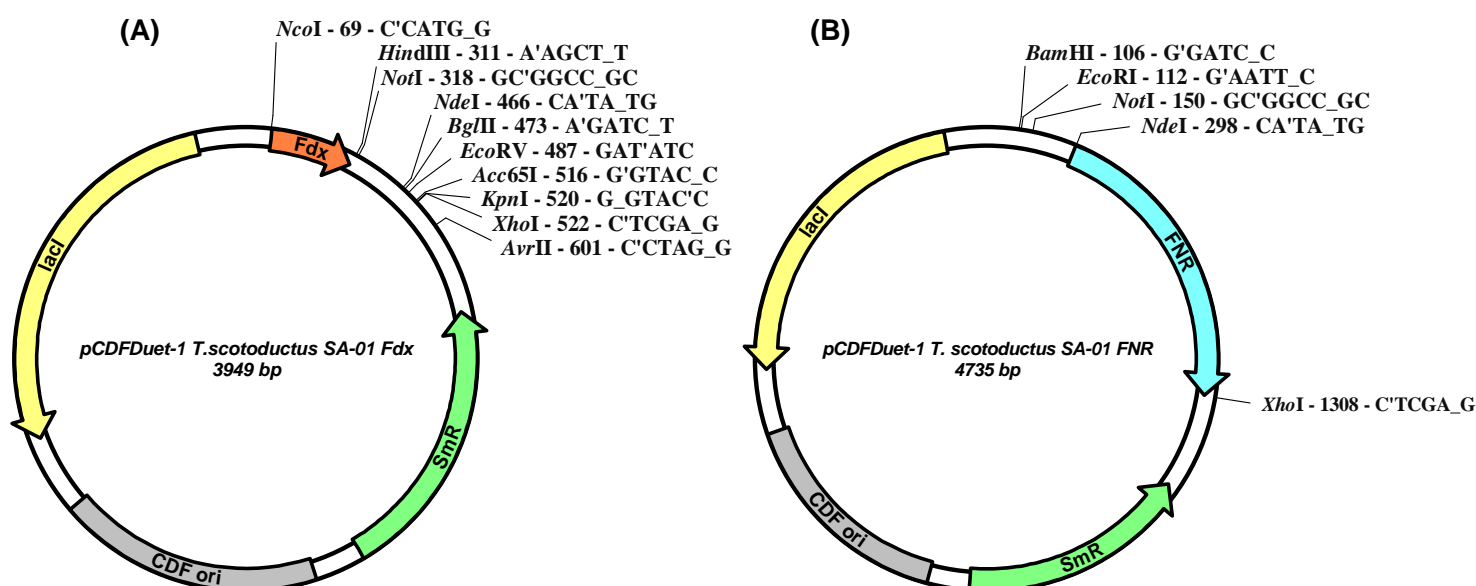 (A)
NcoI - 69 - C'CATG_G
HindIII - 311 - A'AGCT_T
NotI - 318 - GC'GGCC_GC
NdeI - 466 - CA'TA_TG
BglII - 473 - A'GATC_T
EcoRV - 487 - GAT'ATC
Acc65I - 516 - G'GTAC_C
KpnI - 520 - G_GTAC'C
XhoI - 522 - C'TCGA_G
AvrII - 601 - C'CTAG_G
Fdx
lacI
pCDFDuet-1 T.scotoductus SA-01 Fdx
3949 bp
SmR
CDF ori
(B)
BamHI - 106 - G'GATC_C
EcoRI - 112 - G'AATT_C
NotI - 150 - GC'GGCC_GC
NdeI - 298 - CA'TA_TG
lacI
FNR
pCDFDuet-1 T. scotoductus SA-01 FNR
4735 bp
XhoI - 1308 - C'TCGA_G
CDF ori
SmR